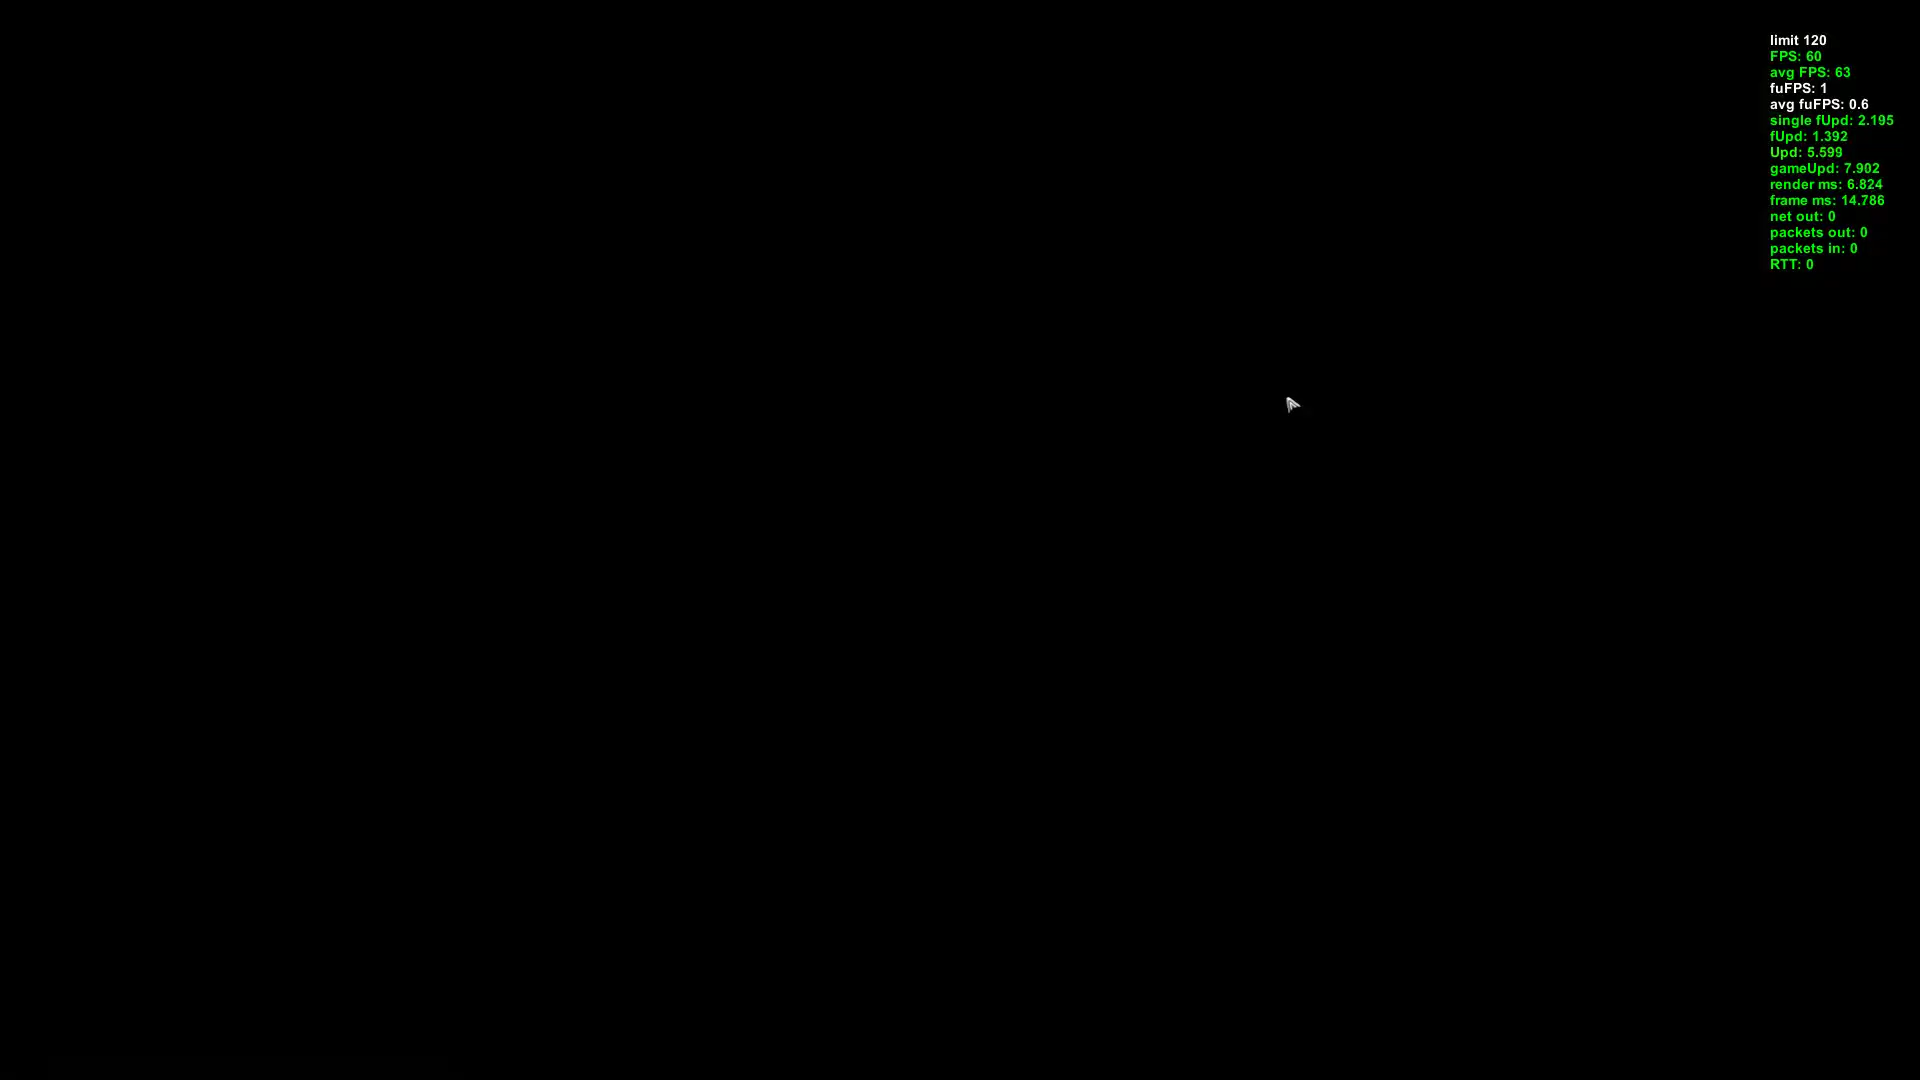 limit 120
FPS: 60
avg FPS: 63
fuFPS: 1
avg fuFPS: 0.6
single fUpd: 2.195
fUpd: 1.392
Upd: 5.599
gameUpd: 7.902
render ms: 6.824
frame ms: 14.786
net out: 0
packets out: 0
packets in: 0
RTT: 0